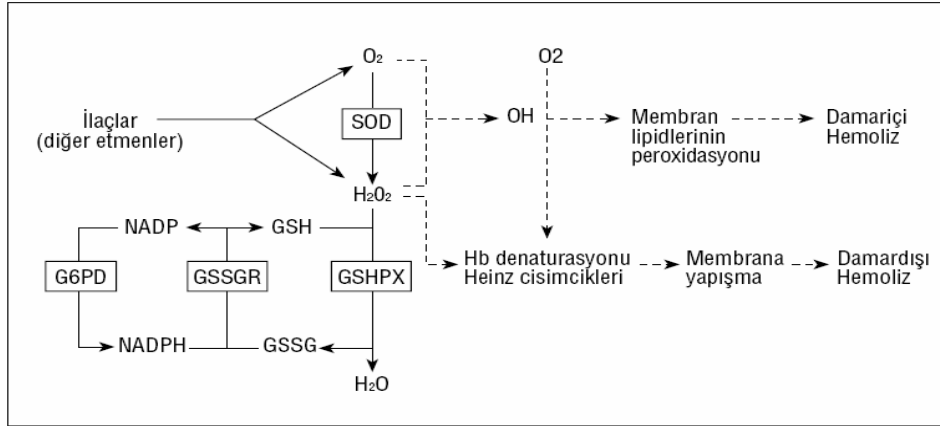 O₂
O2
İlaçlar
(diğer etmenler)
SOD
OH
Membran
lipidlerinin
peroxidasyonu
Damariçi
Hemoliz
H₂O₂
NADP
GSH
G6PD
GSSGR
GSHPX
Hb denaturasyonu
Heinz cisimcikleri
Membrana
yapışma
Damardışı
Hemoliz
NADPH
GSSG
H₂O